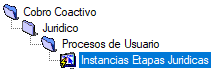 Cobro Coactivo
Juridico
Procesos de Usuario
Instancias Etapas Juridicas